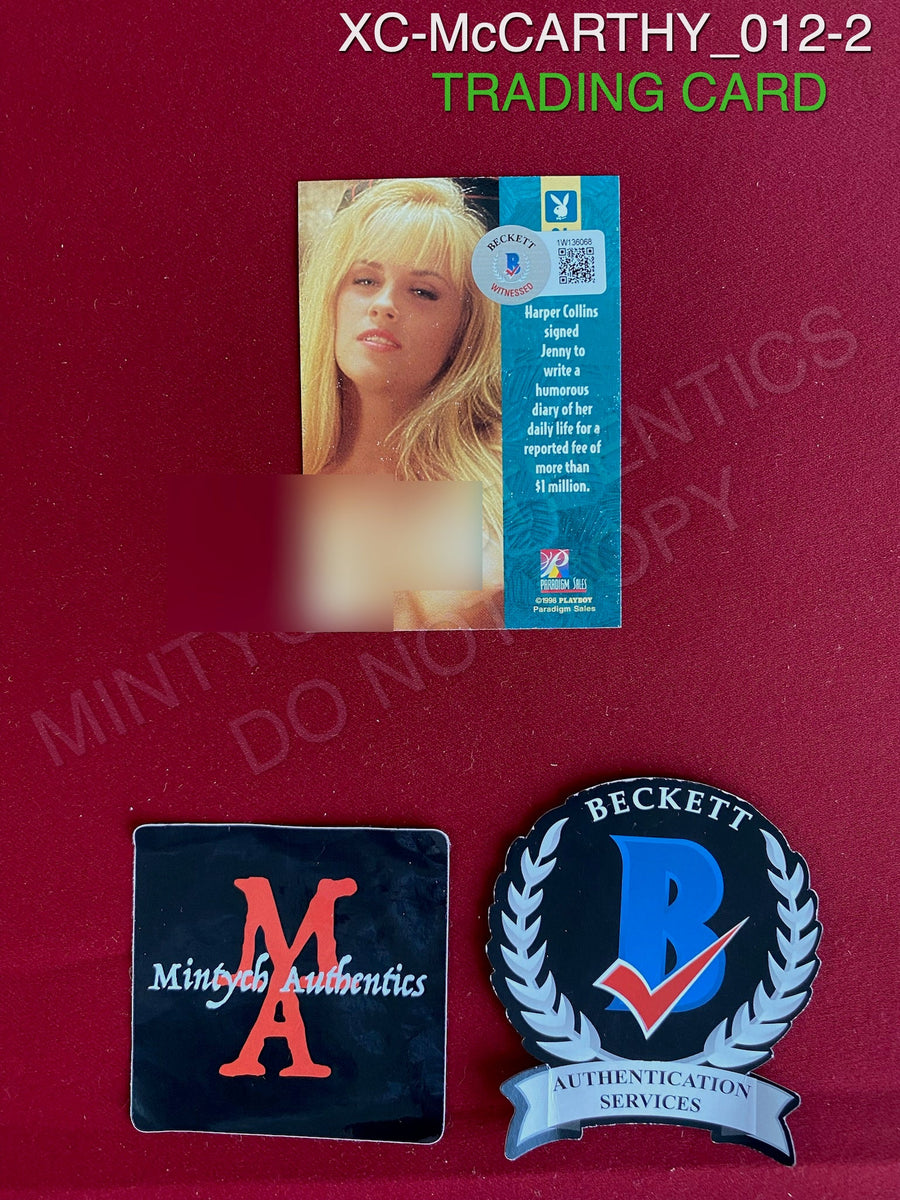 XC-McCARTHY_012-2
TRADING CARD
BECKETT
B
WITNESSED
1W136068
Harper Collins
signed
Jenny to
write a
humorous
diary of her
daily life for a
reported fee of
more than
$1 million.
PARADIGM SALES
©1996 PLAYBOY
Paradigm Sales
DO NOT COPY
MA
Mintych Authentics
BECKETT
B
AUTHENTICATION
SERVICES